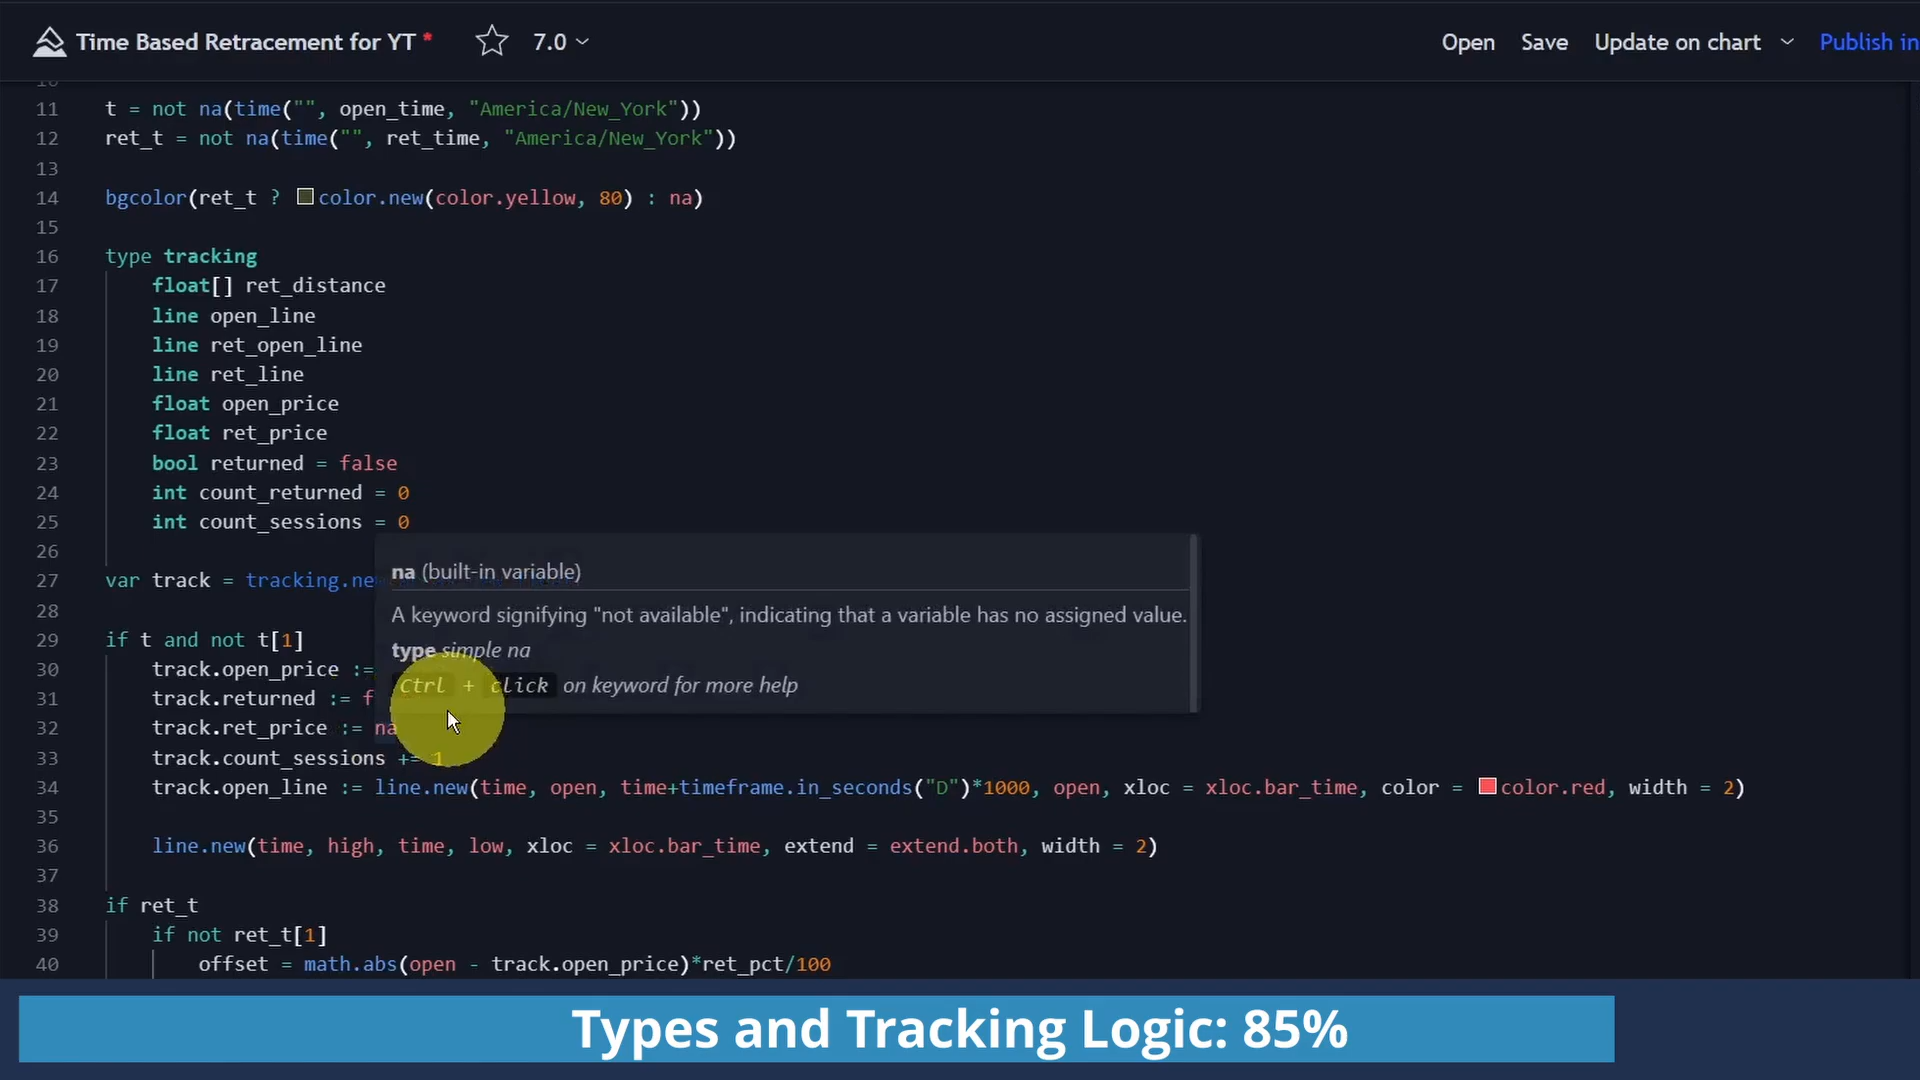 Time Based Retracement for YT * 7.0 Open Save Update on chart Publish in
10
11 t = not na(time("", open_time, "America/New_York"))
12 ret_t = not na(time("", ret_time, "America/New_York"))
13
14 bgcolor(ret_t ? color.new(color.yellow, 80) : na)
15
16 type tracking
17 float[] ret_distance
18 line open_line
19 line ret_open_line
20 line ret_line
21 float open_price
22 float ret_price
23 bool returned = false
24 int count_returned = 0
25 int count_sessions = 0
26
na (built-in variable)
27 var track = tracking.ne
A keyword signifying "not available", indicating that a variable has no assigned value.
28
29 if t and not t[1]
type simple na
30 track.open_price :=
Ctrl + click on keyword for more help
31 track.returned := f
32 track.ret_price := na
33 track.count_sessions += 1
34 track.open_line := line.new(time, open, time+timeframe.in_seconds("D")*1000, open, xloc = xloc.bar_time, color = color.red, width = 2)
35
36 line.new(time, high, time, low, xloc = xloc.bar_time, extend = extend.both, width = 2)
37
38 if ret_t
39 if not ret_t[1]
40 offset = math.abs(open - track.open_price)*ret_pct/100
Types and Tracking Logic: 85%